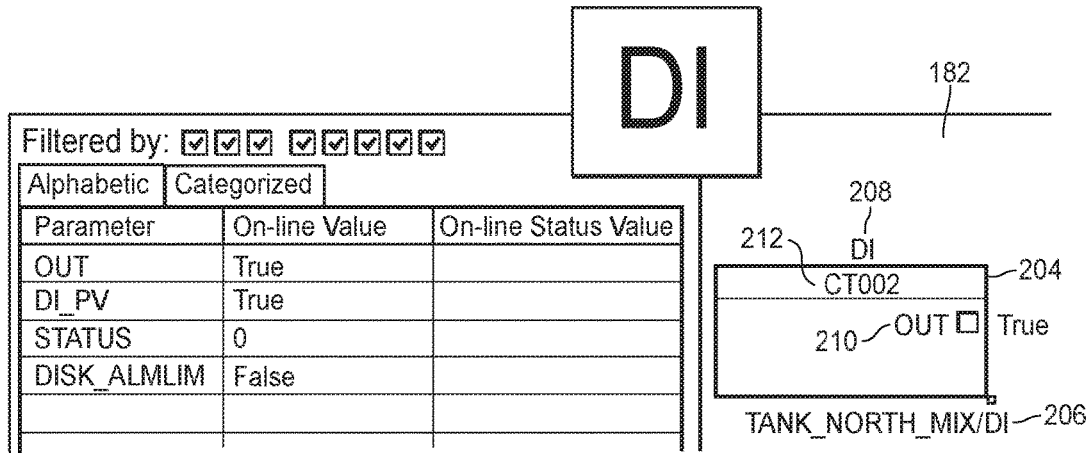 DI
182
Filtered by:
Alphabetic Categorized
Parameter On-line Value On-line Status Value
OUT True
DI_PV True
STATUS 0
DISK_ALMLIM False
208
DI
212
CT002
204
210 OUT True
TANK_NORTH_MIX/DI 206